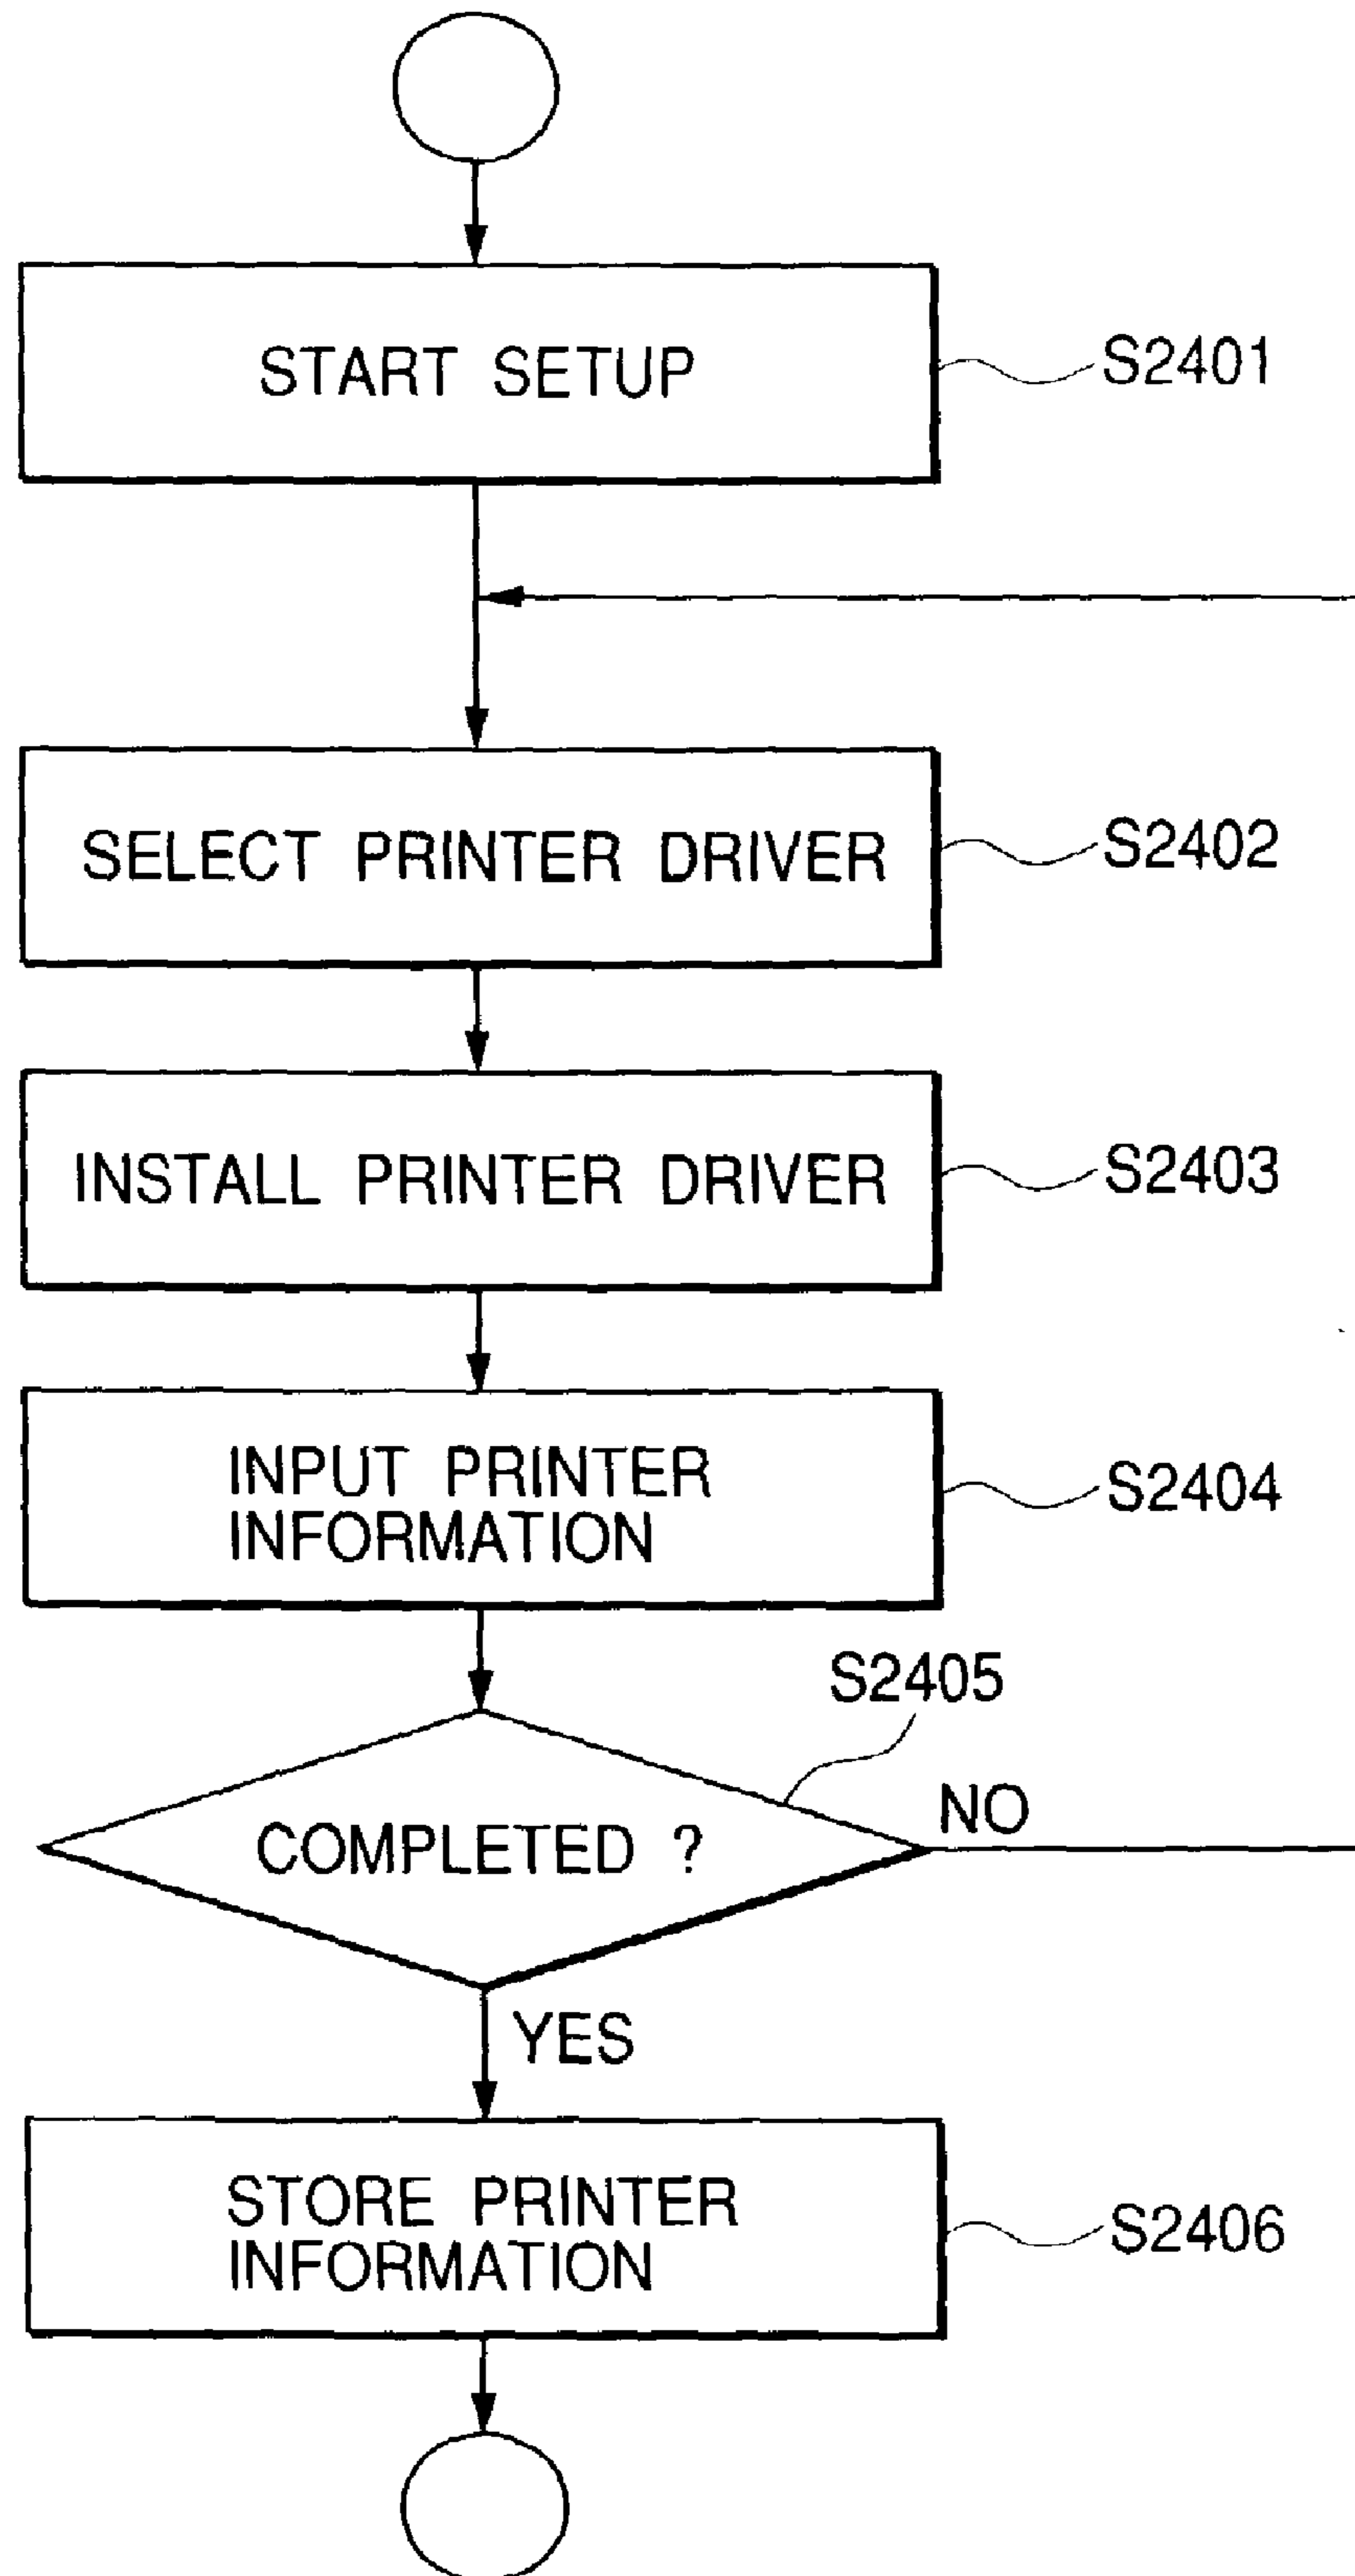 START SETUP
S2401
SELECT PRINTER DRIVER
S2402
INSTALL PRINTER DRIVER
S2403
INPUT PRINTER
INFORMATION
S2404
S2405
COMPLETED ?
NO
YES
STORE PRINTER
INFORMATION
S2406